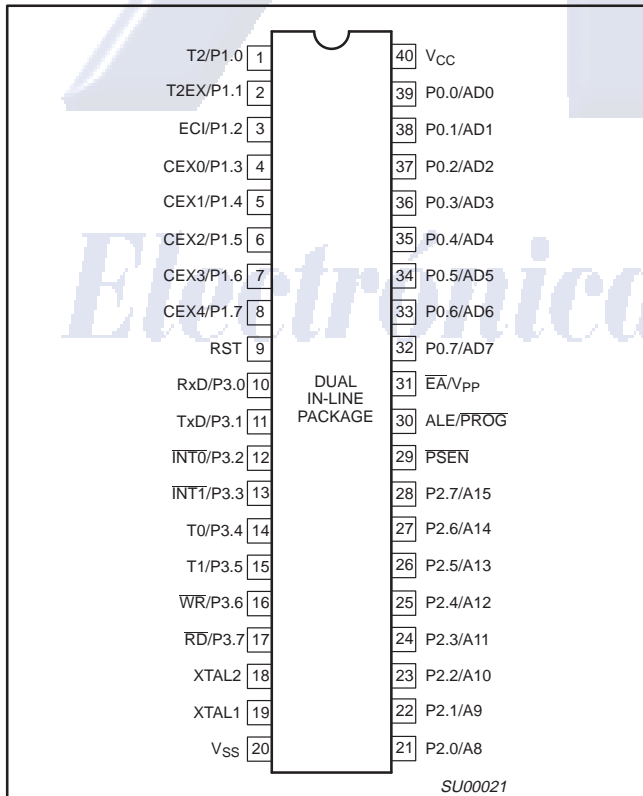 T2/P1.0 1
T2EX/P1.1 2
ECI/P1.2 3
CEX0/P1.3 4
CEX1/P1.4 5
CEX2/P1.5 6
CEX3/P1.6 7
CEX4/P1.7 8
RST 9
RxD/P3.0 10
TxD/P3.1 11
INT0/P3.2 12
INT1/P3.3 13
T0/P3.4 14
T1/P3.5 15
WR/P3.6 16
RD/P3.7 17
XTAL2 18
XTAL1 19
VSS 20
DUAL
IN-LINE
PACKAGE
40 VCC
39 P0.0/AD0
38 P0.1/AD1
37 P0.2/AD2
36 P0.3/AD3
35 P0.4/AD4
34 P0.5/AD5
33 P0.6/AD6
32 P0.7/AD7
31 EA/VPP
30 ALE/PROG
29 PSEN
28 P2.7/A15
27 P2.6/A14
26 P2.5/A13
25 P2.4/A12
24 P2.3/A11
23 P2.2/A10
22 P2.1/A9
21 P2.0/A8
SU00021
Electrónica